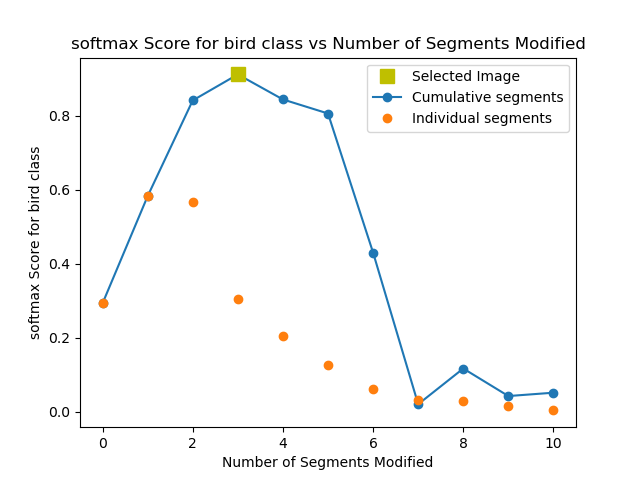 softmax Score for bird class vs Number of Segments Modified
Selected Image
Cumulative segments
Individual segments
softmax Score for bird class
0.8
0.6
0.4
0.2
0.0
0 2 4 6 8 10
Number of Segments Modified